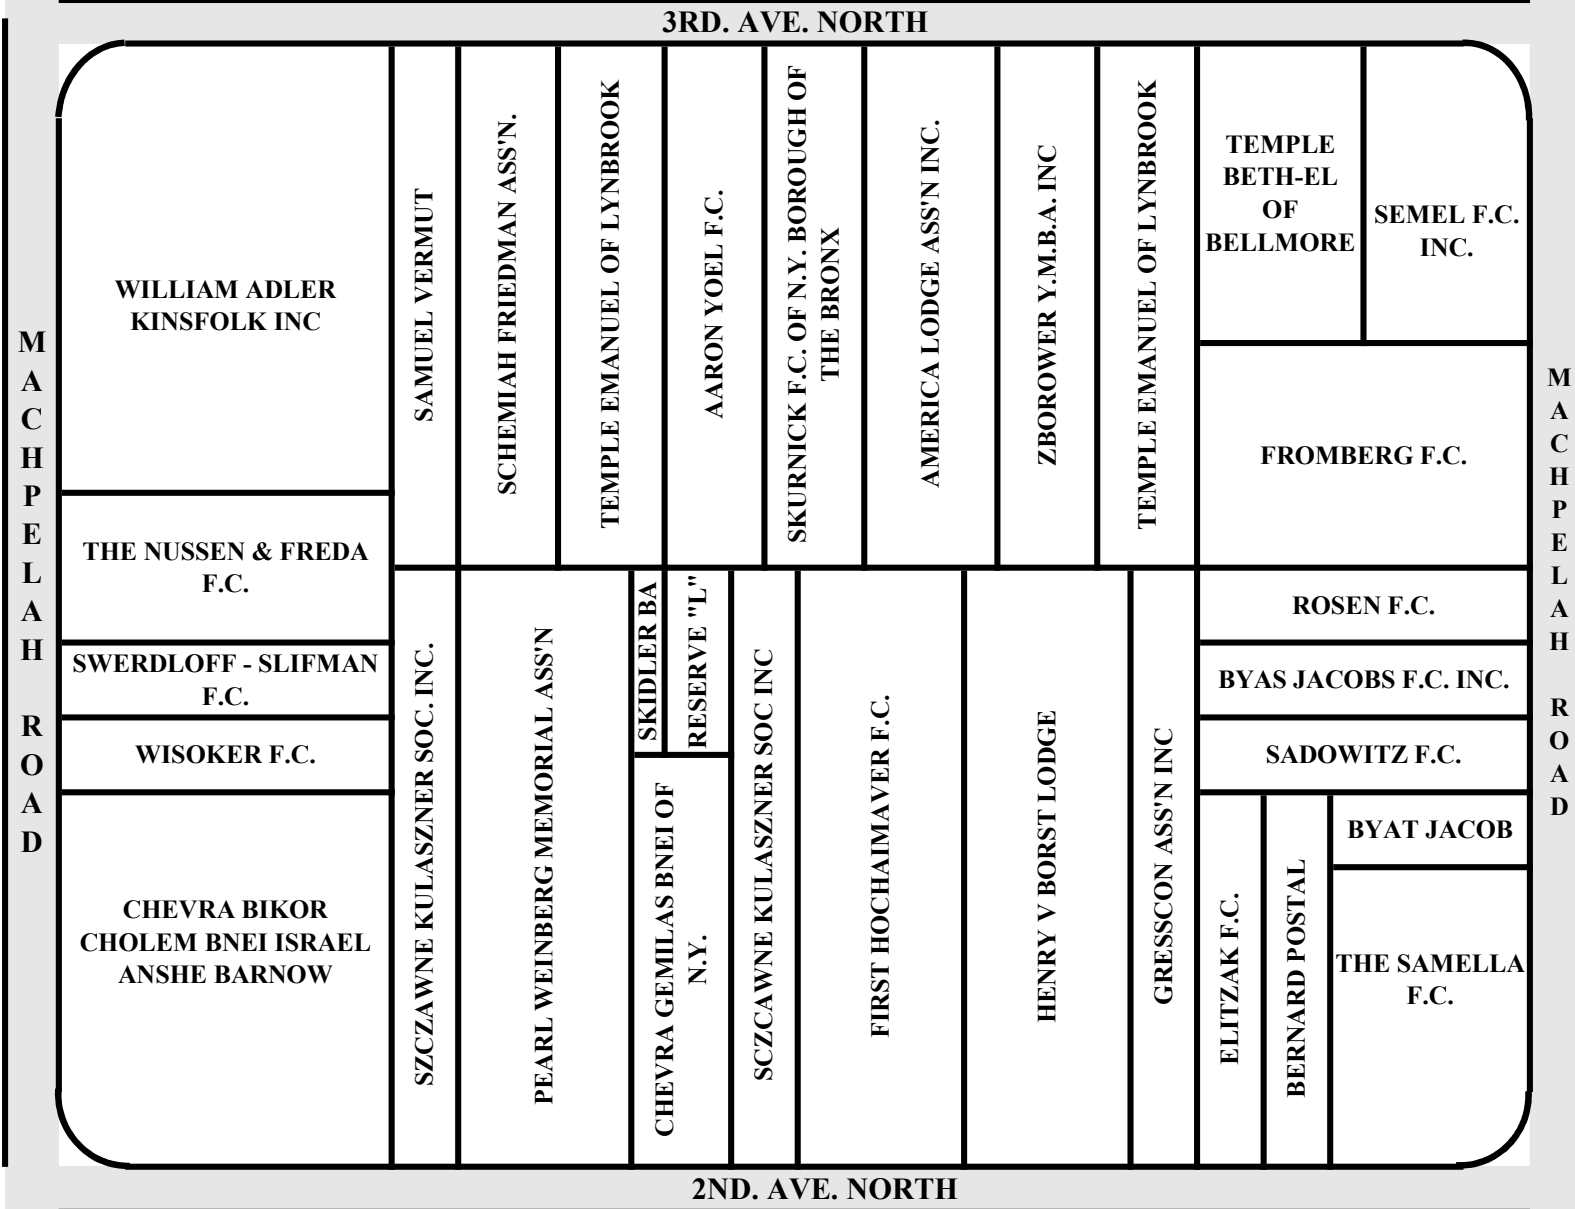 3RD. AVE. NORTH
MACHPELAH ROAD
WILLIAM ADLER
KINSFOLK INC
THE NUSSEN & FREDA
F.C.
SWERDLOFF - SLIFMAN
F.C.
WISOKER F.C.
CHEVRA BIKOR
CHOLEM BNEI ISRAEL
ANSHE BARNOW
SAMUEL VERMUT
SCHEMIAH FRIEDMAN ASS'N.
TEMPLE EMANUEL OF LYNBROOK
AARON YOEL F.C.
SKURNICK F.C. OF N.Y. BOROUGH OF
THE BRONX
AMERICA LODGE ASS'N INC.
ZBOROWER Y.M.B.A. INC
TEMPLE EMANUEL OF LYNBROOK
TEMPLE
BETH-EL
OF
BELLMORE
SEMEL F.C.
INC.
FROMBERG F.C.
SZCZAWNE KULASZNER SOC. INC.
PEARL WEINBERG MEMORIAL ASS'N
SKIDLER BA
RESERVE "L"
CHEVRA GEMILAS BNEI OF
N.Y.
SCZCAWNE KULASZNER SOC INC
FIRST HOCHAIMAVER F.C.
HENRY V BORST LODGE
GRESSCON ASS'N INC
ROSEN F.C.
BYAS JACOBS F.C. INC.
SADOWITZ F.C.
ELITZAK F.C.
BERNARD POSTAL
BYAT JACOB
THE SAMELLA
F.C.
MACHPELAH ROAD
2ND. AVE. NORTH